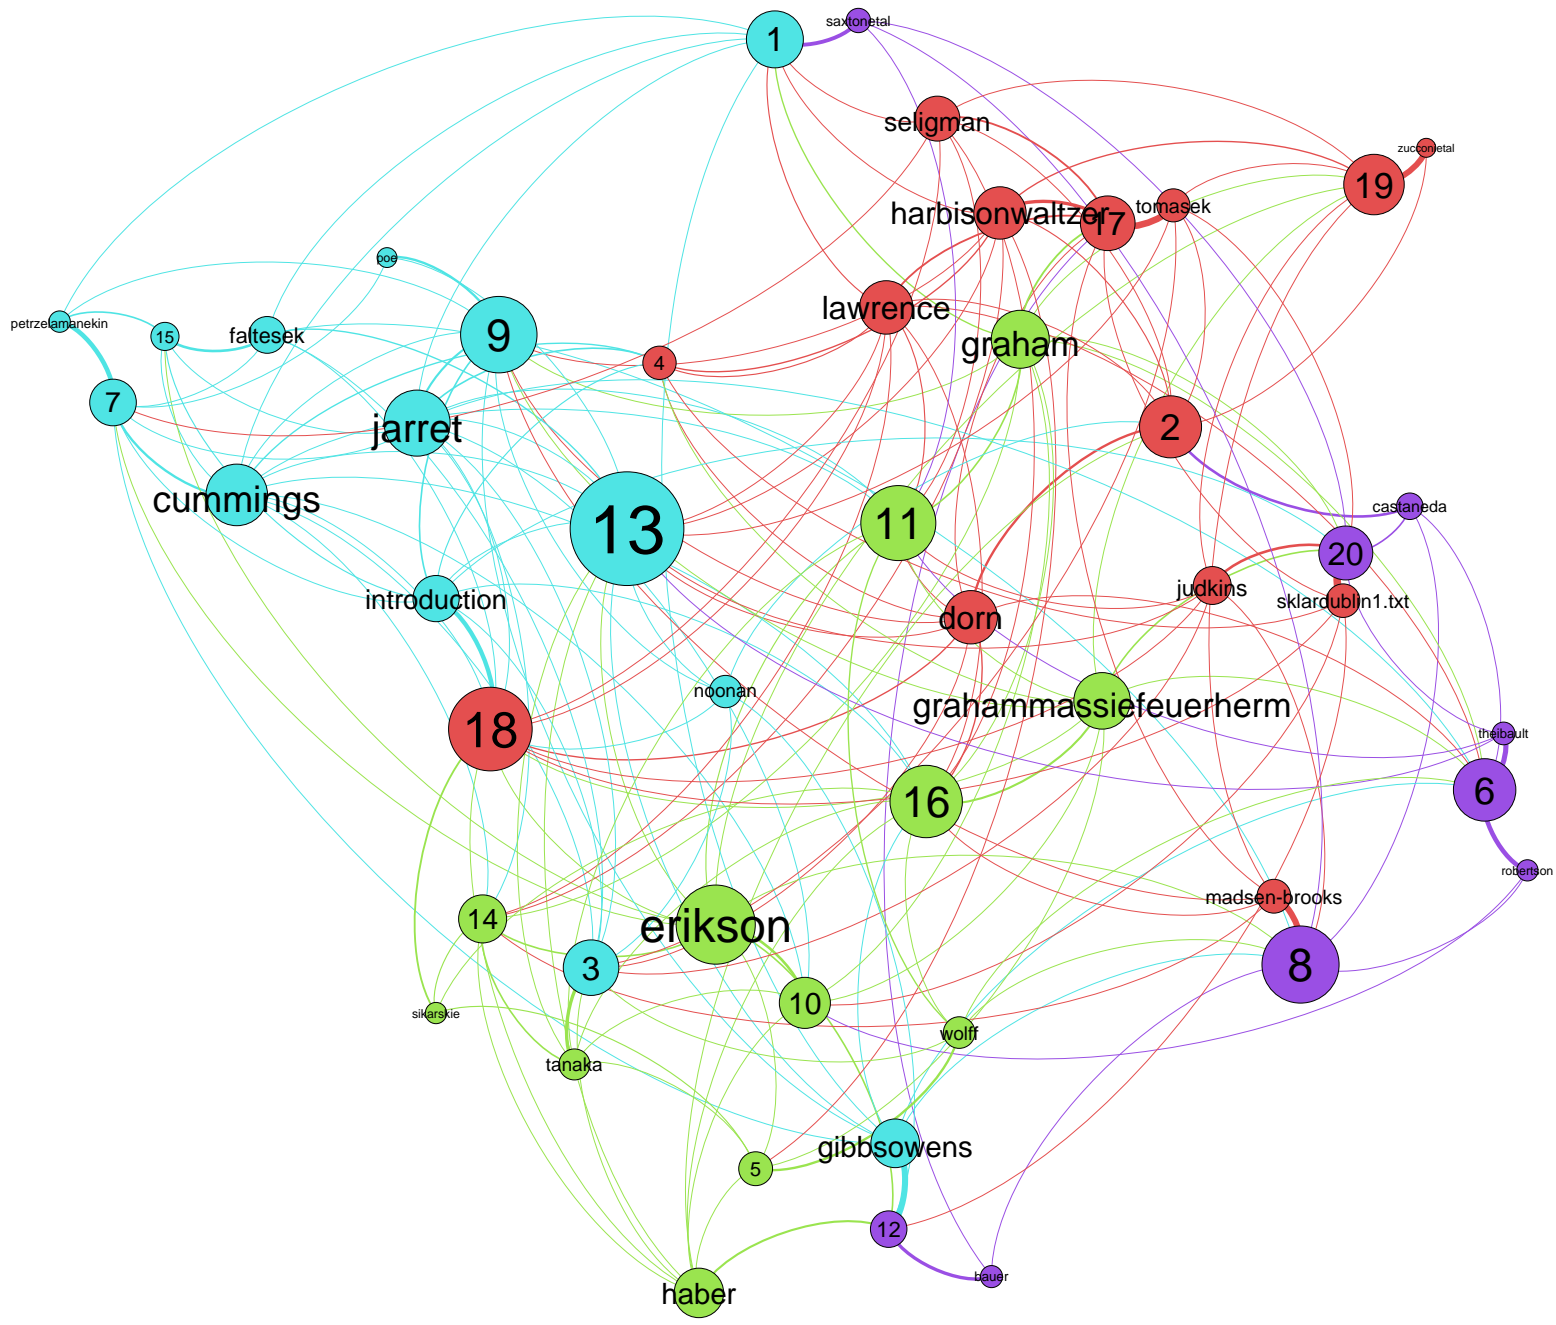 1
saxtonetal
seligman
zucconietal
19
harbisonwaltzer
17
tomasek
poe
petrzelamanekin
15
faltesek
9
lawrence
graham
4
7
jarret
2
cummings
13
11
castaneda
20
introduction
judkins
sklardublin1.txt
dorn
noonan
grahammassiefeuerherm
18
theibault
6
16
robertson
madsen-brooks
14
erikson
3
8
10
sikarskie
wolff
tanaka
gibbsowens
5
12
bauer
haber